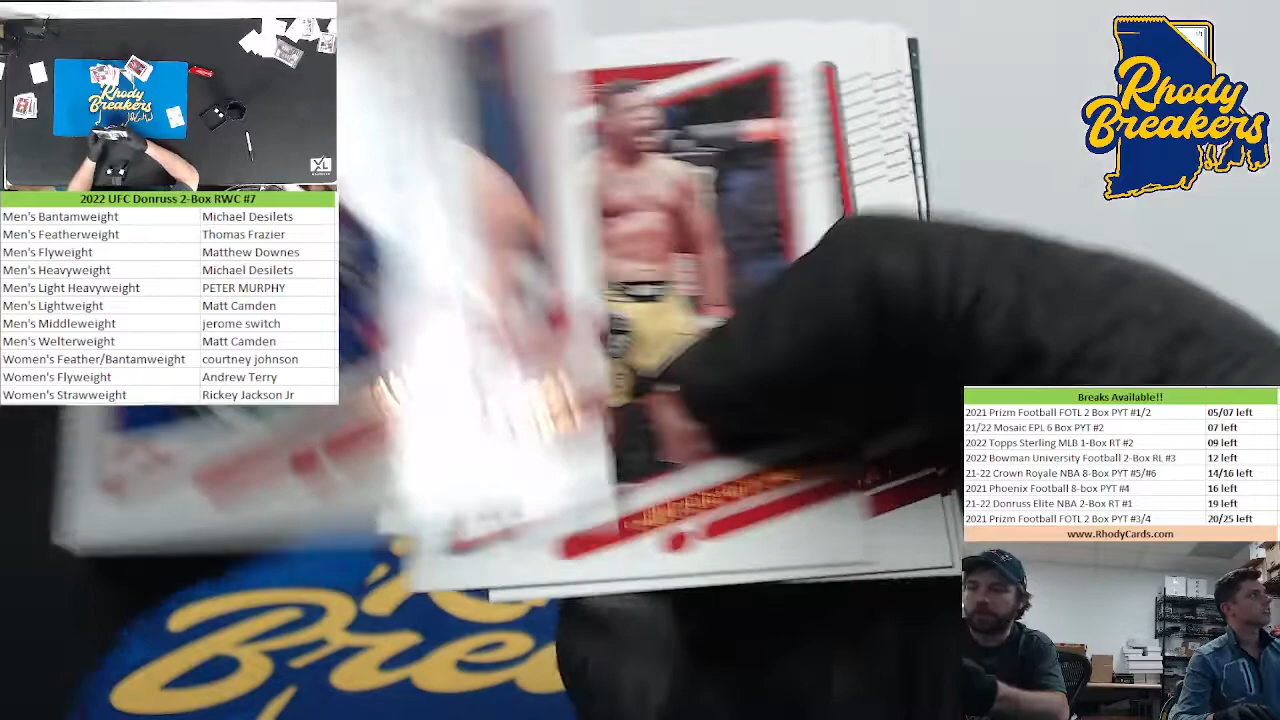 Rhody
Breakers
XL
2022 UFC Donruss 2-Box RWC #7
Men's Bantamweight Michael Desilets
Men's Featherweight Thomas Frazier
Men's Flyweight Matthew Downes
Men's Heavyweight Michael Desilets
Men's Light Heavyweight PETER MURPHY
Men's Lightweight Matt Camden
Men's Middleweight jerome switch
Men's Welterweight Matt Camden
Women's Feather/Bantamweight courtney johnson
Women's Flyweight Andrew Terry
Women's Strawweight Rickey Jackson Jr
Rhody
Breakers
Breaks Available!!
2021 Prizm Football FOTL 2 Box PYT #1/2 05/07 left
21/22 Mosaic EPL 6 Box PYT #2 07 left
2022 Topps Sterling MLB 1-Box RT #2 09 left
2022 Bowman University Football 2-Box RL #3 12 left
21-22 Crown Royale NBA 8-Box PYT #5/#6 14/16 left
2021 Phoenix Football 8-box PYT #4 16 left
21-22 Donruss Elite NBA 2-Box RT #1 19 left
2021 Prizm Football FOTL 2 Box PYT #3/4 20/25 left
www.RhodyCards.com